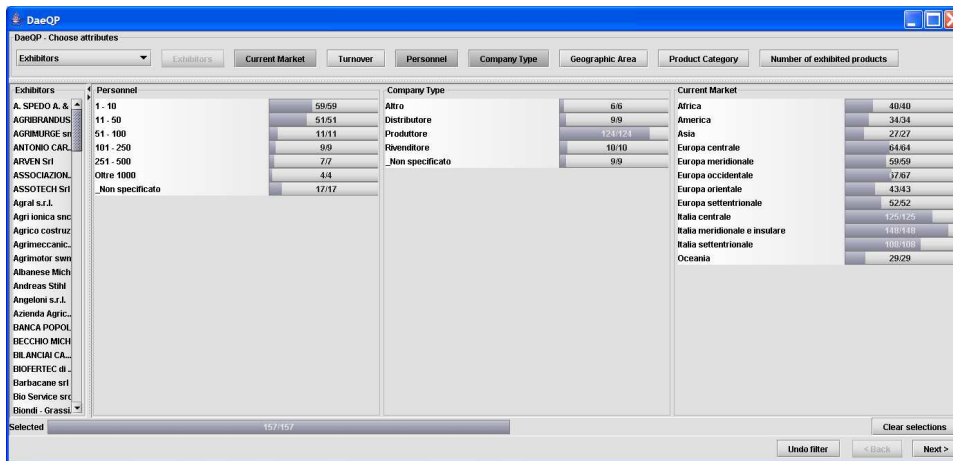 DaeQP
DaeQP - Choose attributes
Exhibitors Exhibitors Current Market Turnover Personnel Company Type Geographic Area Product Category Number of exhibited products
Exhibitors Personnel Company Type Current Market
A. SPEDO A. & 1 - 10 59/59 Altro 6/6 Africa 40/40
AGRIBRANDUS 11 - 50 51/51 Distributore 9/9 America 34/34
AGRIMURGE sn 51 - 100 11/11 Produttore 124/124 Asia 27/27
ANTONIO CAR... 101 - 250 9/9 Rivenditore 10/10 Europa centrale 64/64
ARVEN Srl 251 - 500 7/7 _Non specificato 9/9 Europa meridionale 59/59
ASSOCIAZION... Oltre 1000 4/4 Europa occidentale 67/67
ASSOTECH Srl _Non specificato 17/17 Europa orientale 43/43
Agral s.r.l. Europa settentrionale 52/52
Agri ionica snc Italia centrale 125/125
Agrico costruz Italia meridionale e insulare 148/148
Agrimeccanic... Italia settentrionale 108/108
Agrimotor swn Oceania 29/29
Albanese Mich
Andreas Stihl
Angeloni s.r.l.
Azienda Agric...
BANCA POPOL
BECCHIO MICH
BILANCIAI CA...
BIOFERTEC di ..
Barbacane srl
Bio Service src
Biondi - Grassi
Selected 157/157 Clear selections
Undo filter < Back Next >